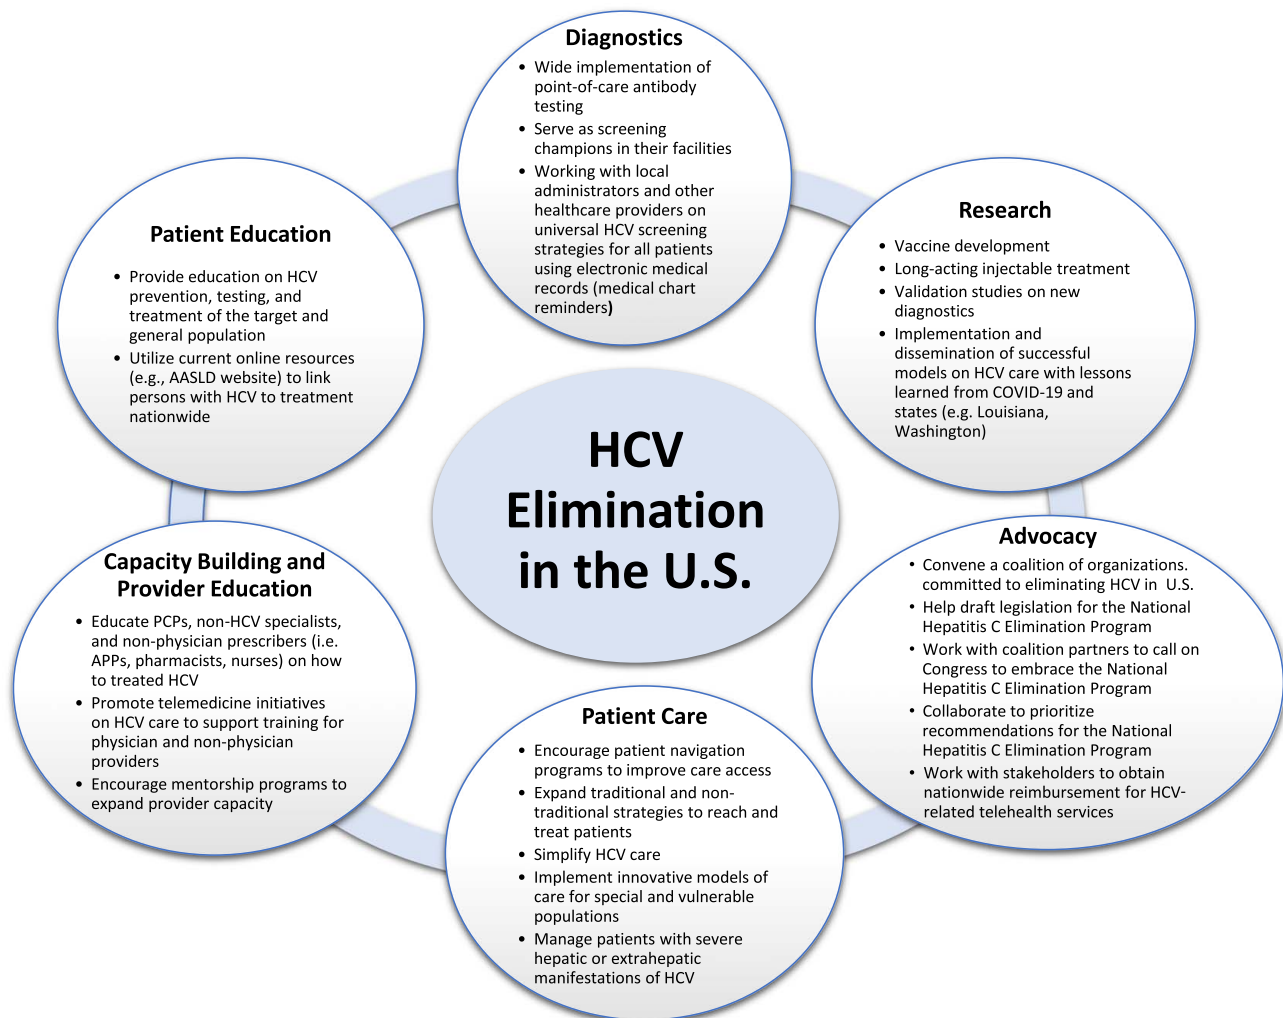 Diagnostics
• Wide implementation of
point-of-care antibody
testing
• Serve as screening
champions in their facilities
• Working with local
administrators and other
healthcare providers on
universal HCV screening
strategies for all patients
using electronic medical
records (medical chart
reminders)
Research
• Vaccine development
• Long-acting injectable treatment
• Validation studies on new
diagnostics
• Implementation and
dissemination of successful
models on HCV care with lessons
learned from COVID-19 and
states (e.g. Louisiana,
Washington)
Advocacy
• Convene a coalition of organizations.
committed to eliminating HCV in U.S.
• Help draft legislation for the National
Hepatitis C Elimination Program
• Work with coalition partners to call on
Congress to embrace the National
Hepatitis C Elimination Program
• Collaborate to prioritize
recommendations for the National
Hepatitis C Elimination Program
• Work with stakeholders to obtain
nationwide reimbursement for HCV-
related telehealth services
Patient Care
• Encourage patient navigation
programs to improve care access
• Expand traditional and non-
traditional strategies to reach and
treat patients
• Simplify HCV care
• Implement innovative models of
care for special and vulnerable
populations
• Manage patients with severe
hepatic or extrahepatic
manifestations of HCV
Capacity Building and
Provider Education
• Educate PCPs, non-HCV specialists,
and non-physician prescribers (i.e.
APPs, pharmacists, nurses) on how
to treated HCV
• Promote telemedicine initiatives
on HCV care to support training for
physician and non-physician
providers
• Encourage mentorship programs to
expand provider capacity
Patient Education
• Provide education on HCV
prevention, testing, and
treatment of the target and
general population
• Utilize current online resources
(e.g., AASLD website) to link
persons with HCV to treatment
nationwide
HCV
Elimination
in the U.S.